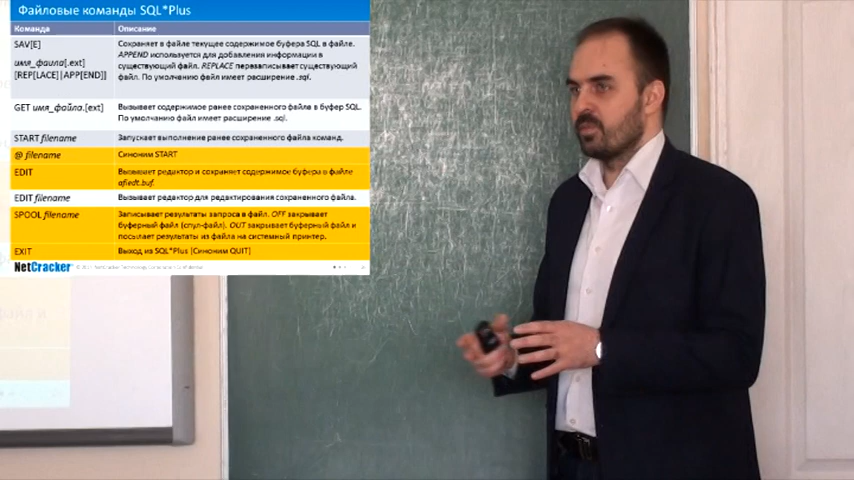 Файловые команды SQL*Plus
Команда Описание
SAV[E] Сохраняет в файле текущее содержимое буфера SQL в файле.
имя_файла[.ext] APPEND используется для добавления информации в
[REP[LACE]|APP[END]] существующий файл. REPLACE перезаписывает существующий
файл. По умолчанию файл имеет расширение .sql.
GET имя_файла.[ext] Вызывает содержимое ранее сохраненного файла в буфер SQL.
По умолчанию файл имеет расширение .sql.
START filename Запускает выполнение ранее сохраненного файла команд.
@ filename Синоним START
EDIT Вызывает редактор и сохраняет содержимое буфера в файле
afiedt.buf.
EDIT filename Вызывает редактор для редактирования сохраненного файла.
SPOOL filename Записывает результаты запроса в файл. OFF закрывает
буферный файл (спул-файл). OUT закрывает буферный файл и
посылает результаты из файла на системный принтер.
EXIT Выход из SQL*Plus (Синоним QUIT)
NetCracker